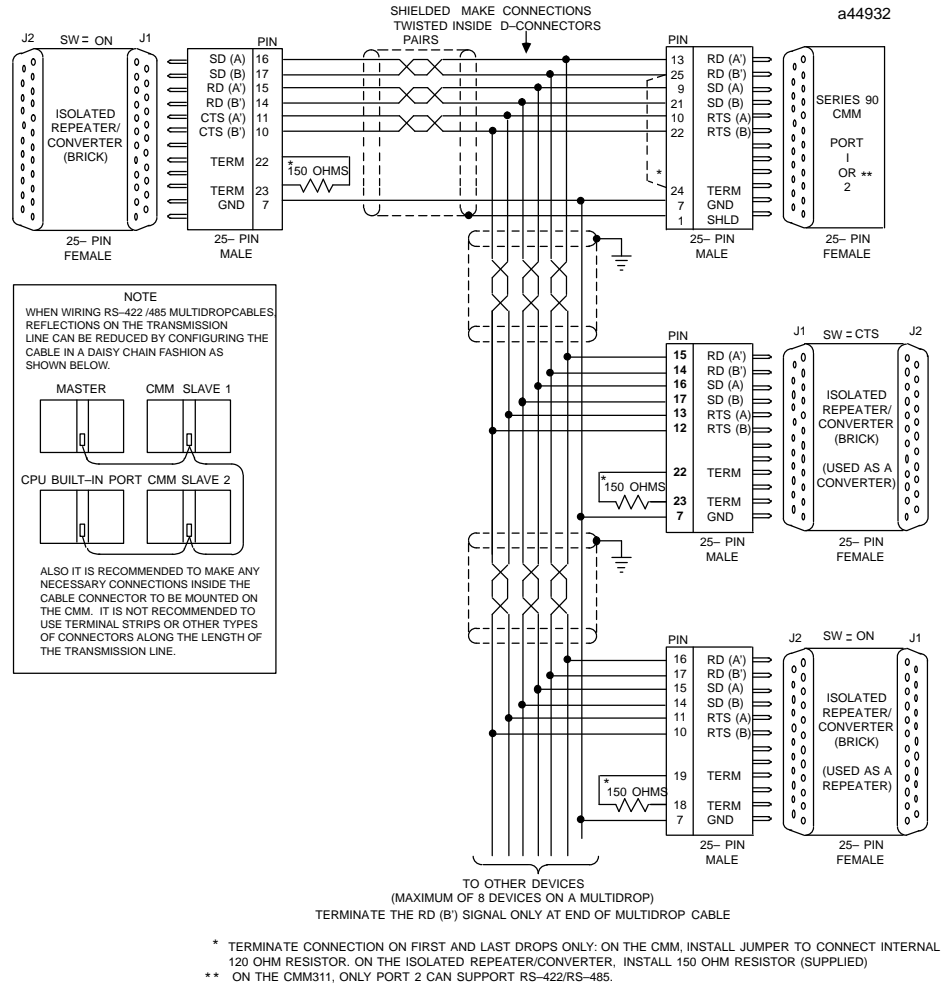 SHIELDED MAKE CONNECTIONS
TWISTED INSIDE D–CONNECTORS
PAIRS
a44932
J2 SW = ON J1
PIN
SD (A) 16
SD (B) 17
RD (A') 15
RD (B') 14
CTS (A') 11
CTS (B') 10
TERM 22
TERM 23
GND 7
*
150 OHMS
ISOLATED
REPEATER/
CONVERTER
(BRICK)
25– PIN
FEMALE
25– PIN
MALE
PIN
13 RD (A')
25 RD (B')
9 SD (A)
21 SD (B)
10 RTS (A)
22 RTS (B)
*
24 TERM
7 GND
1 SHLD
25– PIN
MALE
SERIES 90
CMM
PORT
I
OR **
2
25– PIN
FEMALE
NOTE
WHEN WIRING RS–422 /485 MULTIDROPCABLES,
REFLECTIONS ON THE TRANSMISSION
LINE CAN BE REDUCED BY CONFIGURING THE
CABLE IN A DAISY CHAIN FASHION AS
SHOWN BELOW.
MASTER CMM SLAVE 1
CPU BUILT–IN PORT CMM SLAVE 2
ALSO IT IS RECOMMENDED TO MAKE ANY
NECESSARY CONNECTIONS INSIDE THE
CABLE CONNECTOR TO BE MOUNTED ON
THE CMM. IT IS NOT RECOMMENDED TO
USE TERMINAL STRIPS OR OTHER TYPES
OF CONNECTORS ALONG THE LENGTH OF
THE TRANSMISSION LINE.
PIN
15 RD (A')
14 RD (B')
16 SD (A)
17 SD (B)
13 RTS (A)
12 RTS (B)
22 TERM
*
150 OHMS
23 TERM
7 GND
25– PIN
MALE
J1 SW = CTS J2
ISOLATED
REPEATER/
CONVERTER
(BRICK)
(USED AS A
CONVERTER)
25– PIN
FEMALE
PIN
16 RD (A')
17 RD (B')
15 SD (A)
14 SD (B)
11 RTS (A)
10 RTS (B)
19 TERM
*
150 OHMS
18 TERM
7 GND
25– PIN
MALE
J2 SW = ON J1
ISOLATED
REPEATER/
CONVERTER
(BRICK)
(USED AS A
REPEATER)
25– PIN
FEMALE
TO OTHER DEVICES
(MAXIMUM OF 8 DEVICES ON A MULTIDROP)
TERMINATE THE RD (B') SIGNAL ONLY AT END OF MULTIDROP CABLE
* TERMINATE CONNECTION ON FIRST AND LAST DROPS ONLY: ON THE CMM, INSTALL JUMPER TO CONNECT INTERNAL
120 OHM RESISTOR. ON THE ISOLATED REPEATER/CONVERTER, INSTALL 150 OHM RESISTOR (SUPPLIED)
** ON THE CMM311, ONLY PORT 2 CAN SUPPORT RS–422/RS–485.